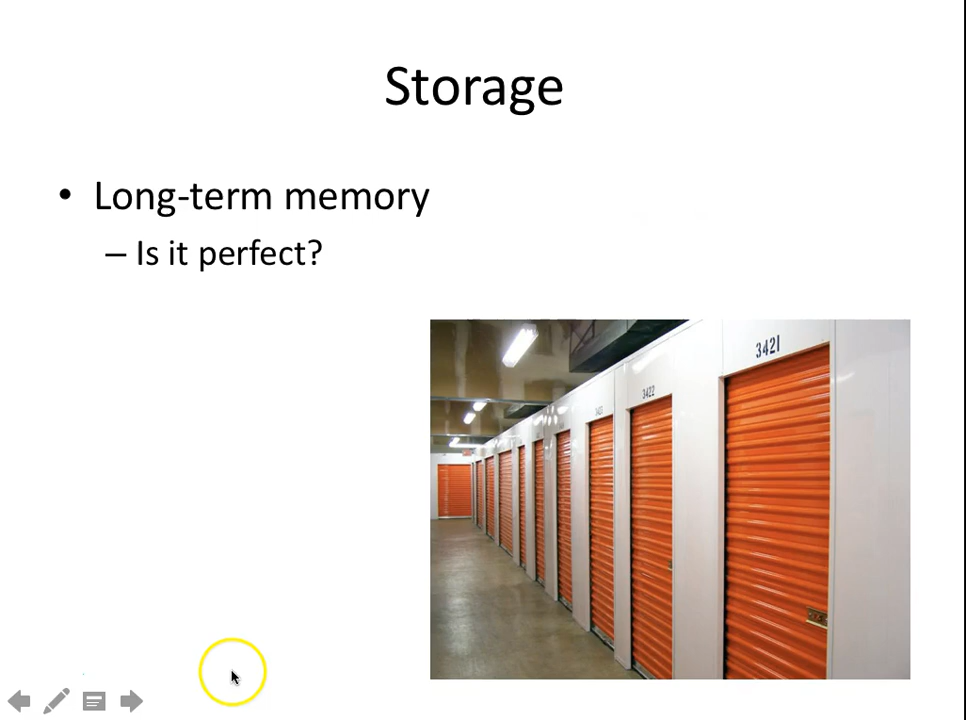 Storage
• Long-term memory
– Is it perfect?
3421
3422